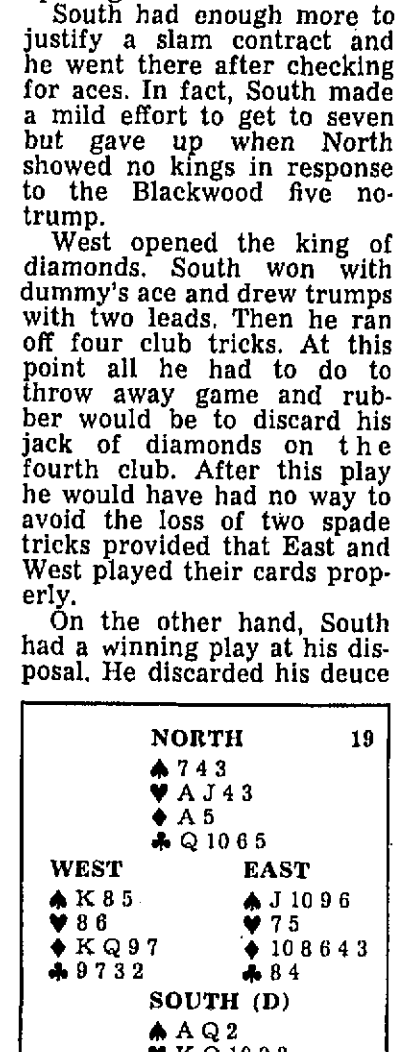 South had enough more to
justify a slam contract and
he went there after checking
for aces. In fact, South made
a mild effort to get to seven
but gave up when North
showed no kings in response
to the Blackwood five no-
trump.
West opened the king of
diamonds. South won with
dummy's ace and drew trumps
with two leads. Then he ran
off four club tricks. At this
point all he had to do to
throw away game and rub-
ber would be to discard his
jack of diamonds on the
fourth club. After this play
he would have had no way to
avoid the loss of two spade
tricks provided that East and
West played their cards prop-
erly.
On the other hand, South
had a winning play at his dis-
posal. He discarded his deuce
NORTH 19
♠ 7 4 3
♥ A J 4 3
♦ A 5
♣ Q 10 6 5
WEST EAST
♠ K 8 5 ♠ J 10 9 6
♥ 8 6 ♥ 7 5
♦ K Q 9 7 ♦ 10 8 6 4 3
♣ 9 7 3 2 ♣ 8 4
SOUTH (D)
♠ A Q 2